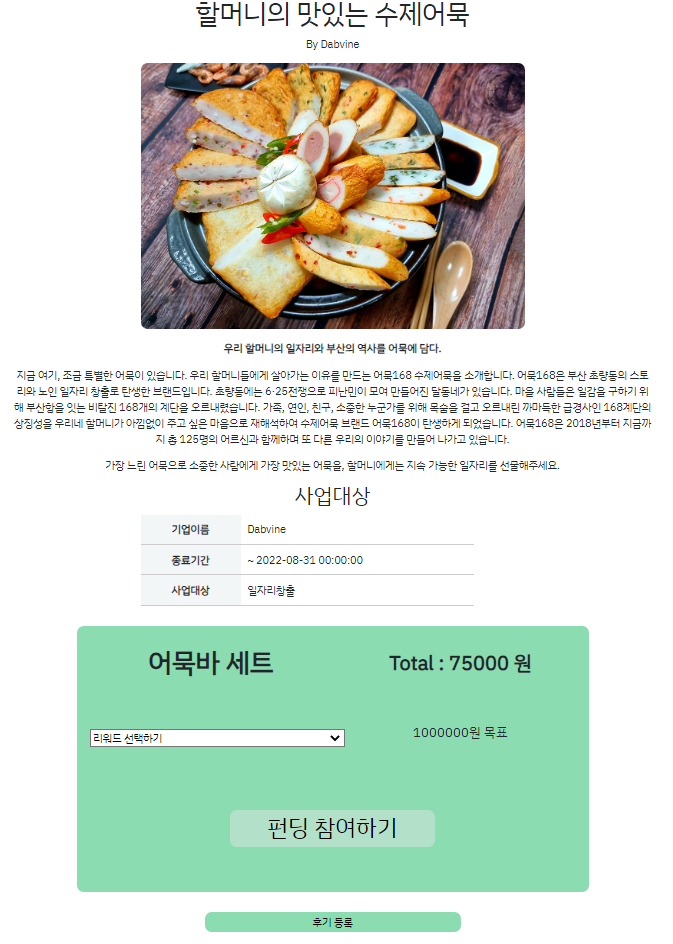 할머니의 맛있는 수제어묵
By Dabvine
우리 할머니의 일자리와 부산의 역사를 어묵에 담다.
지금 여기, 조금 특별한 어묵이 있습니다. 우리 할머니들에게 살아가는 이유를 만드는 어묵168 수제어묵을 소개합니다. 어묵168은 부산 초량동의 스토
리와 노인 일자리 창출로 탄생한 브랜드입니다. 초량동에는 6·25전쟁으로 피난민이 모여 만들어진 달동네가 있습니다. 마을 사람들은 일감을 구하기 위
해 부산항을 잇는 비탈진 168개의 계단을 오르내렸습니다. 가족, 연인, 친구, 소중한 누군가를 위해 목숨을 걸고 오르내린 까마득한 급경사인 168계단의
상징성을 우리네 할머니가 아낌없이 주고 싶은 마음으로 재해석하여 수제어묵 브랜드 어묵168이 탄생하게 되었습니다. 어묵168은 2018년부터 지금까
지 총 125명의 어르신과 함께하며 또 다른 우리의 이야기를 만들어 나가고 있습니다.
가장 느린 어묵으로 소중한 사람에게 가장 맛있는 어묵을, 할머니에게는 지속 가능한 일자리를 선물해주세요.
사업대상
기업이름 Dabvine
종료기간 ~ 2022-08-31 00:00:00
사업대상 일자리창출
어묵바 세트 Total : 75000 원
리워드 선택하기 1000000원 목표
펀딩 참여하기
후기 등록